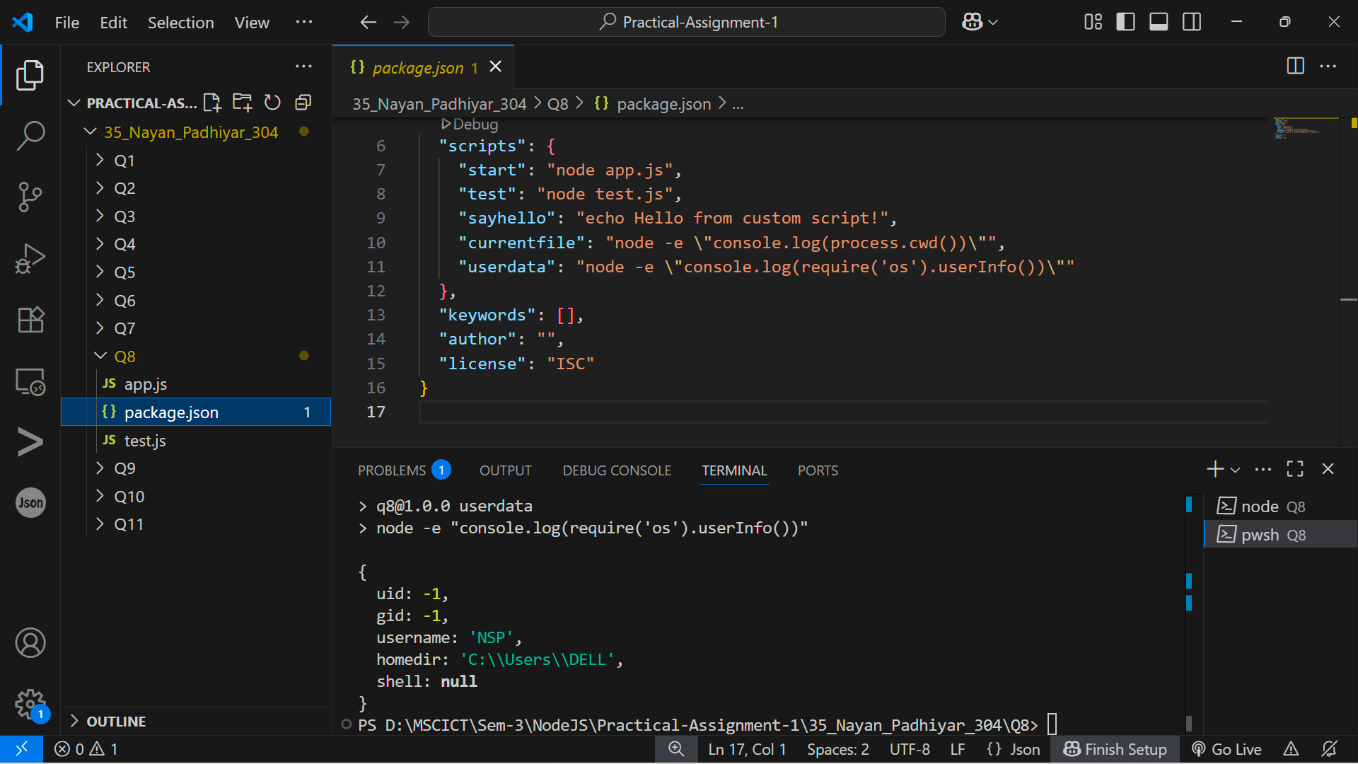 File Edit Selection View ··· Practical-Assignment-1
EXPLORER ···
PRACTICAL-AS...
35_Nayan_Padhiyar_304
Q1
Q2
Q3
Q4
Q5
Q6
Q7
Q8
JS app.js
{} package.json 1
JS test.js
Q9
Q10
Q11
OUTLINE
Json
1
{} package.json 1
35_Nayan_Padhiyar_304 > Q8 > {} package.json > ...
Debug
6 "scripts": {
7 "start": "node app.js",
8 "test": "node test.js",
9 "sayhello": "echo Hello from custom script!",
10 "currentfile": "node -e \"console.log(process.cwd())\"",
11 "userdata": "node -e \"console.log(require('os').userInfo())\""
12 },
13 "keywords": [],
14 "author": "",
15 "license": "ISC"
16 }
17
PROBLEMS 1 OUTPUT DEBUG CONSOLE TERMINAL PORTS
> q8@1.0.0 userdata
> node -e "console.log(require('os').userInfo())"
{
uid: -1,
gid: -1,
username: 'NSP',
homedir: 'C:\\Users\\DELL',
shell: null
}
PS D:\MSCICT\Sem-3\NodeJS\Practical-Assignment-1\35_Nayan_Padhiyar_304\Q8>
node Q8
pwsh Q8
0 1 Ln 17, Col 1 Spaces: 2 UTF-8 LF {} Json Finish Setup Go Live